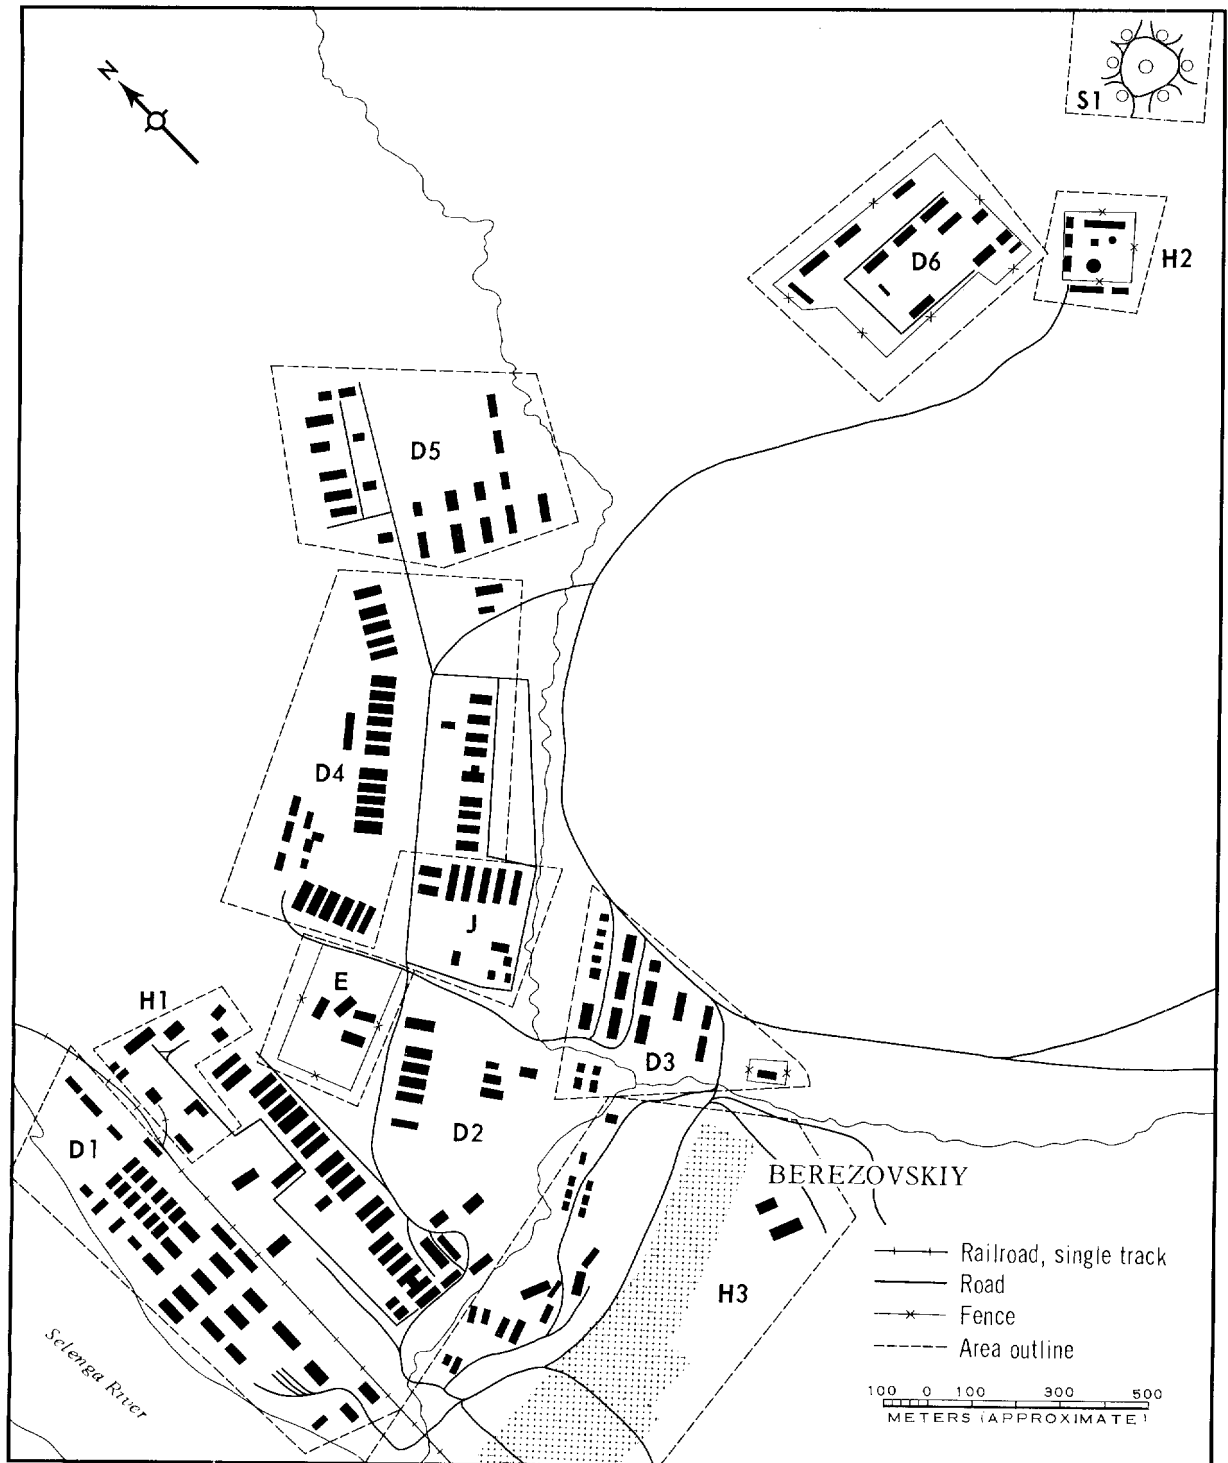 N
S1
H2
D6
D5
D4
J
E
H1
D3
D1
D2
BEREZOVSKIY
H3
Railroad, single track
Road
Fence
Area outline
Selenga River
100 0 100 300 500
METERS (APPROXIMATE)